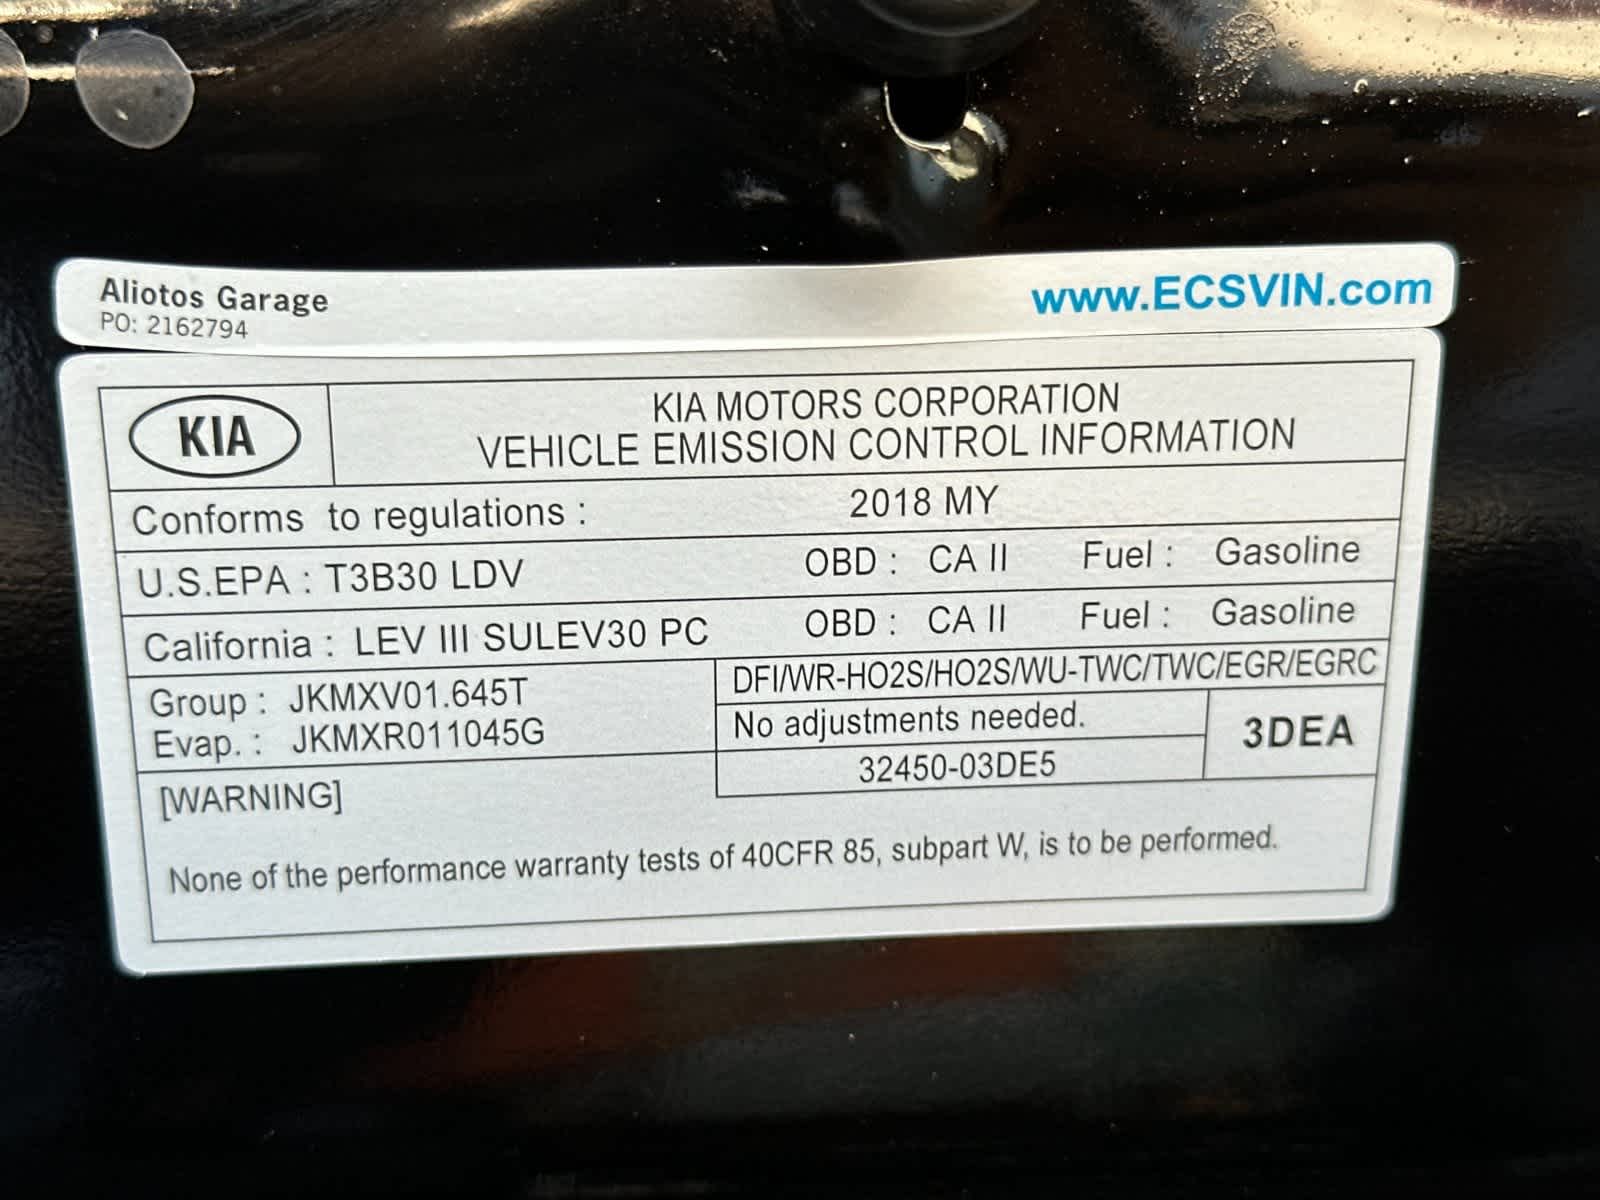 Aliotos Garage
PO: 2162794
www.ECSVIN.com
KIA
KIA MOTORS CORPORATION
VEHICLE EMISSION CONTROL INFORMATION
Conforms to regulations : 2018 MY
U.S.EPA : T3B30 LDV OBD : CA II Fuel : Gasoline
California : LEV III SULEV30 PC OBD : CA II Fuel : Gasoline
Group : JKMXV01.645T
Evap. : JKMXR011045G
DFI/WR-HO2S/HO2S/WU-TWC/TWC/EGR/EGRC
No adjustments needed.
32450-03DE5
3DEA
[WARNING]
None of the performance warranty tests of 40CFR 85, subpart W, is to be performed.